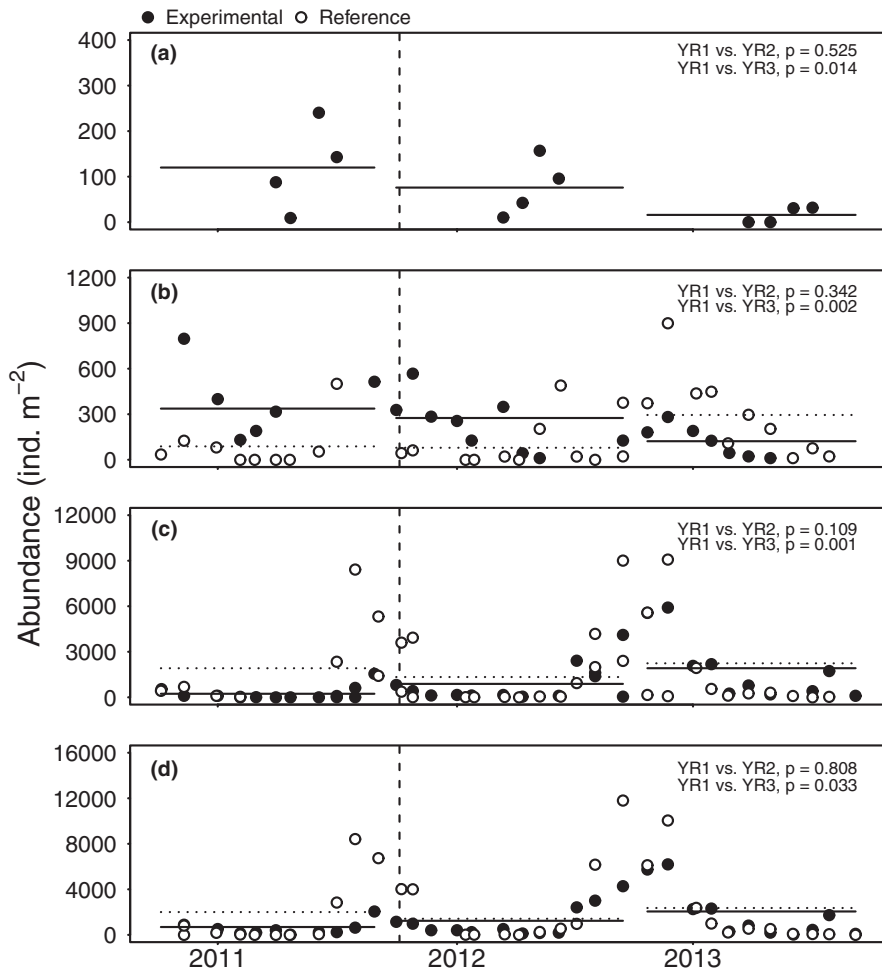 ● Experimental ○ Reference
(a)
YR1 vs. YR2, p = 0.525
YR1 vs. YR3, p = 0.014
400
300
200
100
0
(b)
YR1 vs. YR2, p = 0.342
YR1 vs. YR3, p = 0.002
1200
900
600
300
0
Abundance (ind. m⁻²)
(c)
YR1 vs. YR2, p = 0.109
YR1 vs. YR3, p = 0.001
12000
9000
6000
3000
0
(d)
YR1 vs. YR2, p = 0.808
YR1 vs. YR3, p = 0.033
16000
12000
8000
4000
0
2011 2012 2013